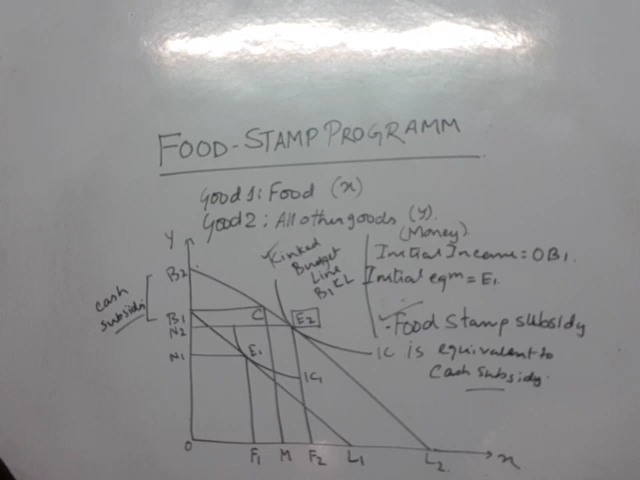 FOOD-STAMP PROGRAMM
Good 1: Food (x)
Good 2: All other goods (y).
(Money).
Initial Income = OB1.
Initial eqm = E1.
Kinked
Budget
Line
B1CL
Food Stamp subsidy
IC is equivalent to
Cash subsidy.
Y
B2
cash
subsidi
B1
N2
N1
C
E2
E1
IC1
O
F1 M F2 L1 L2 x